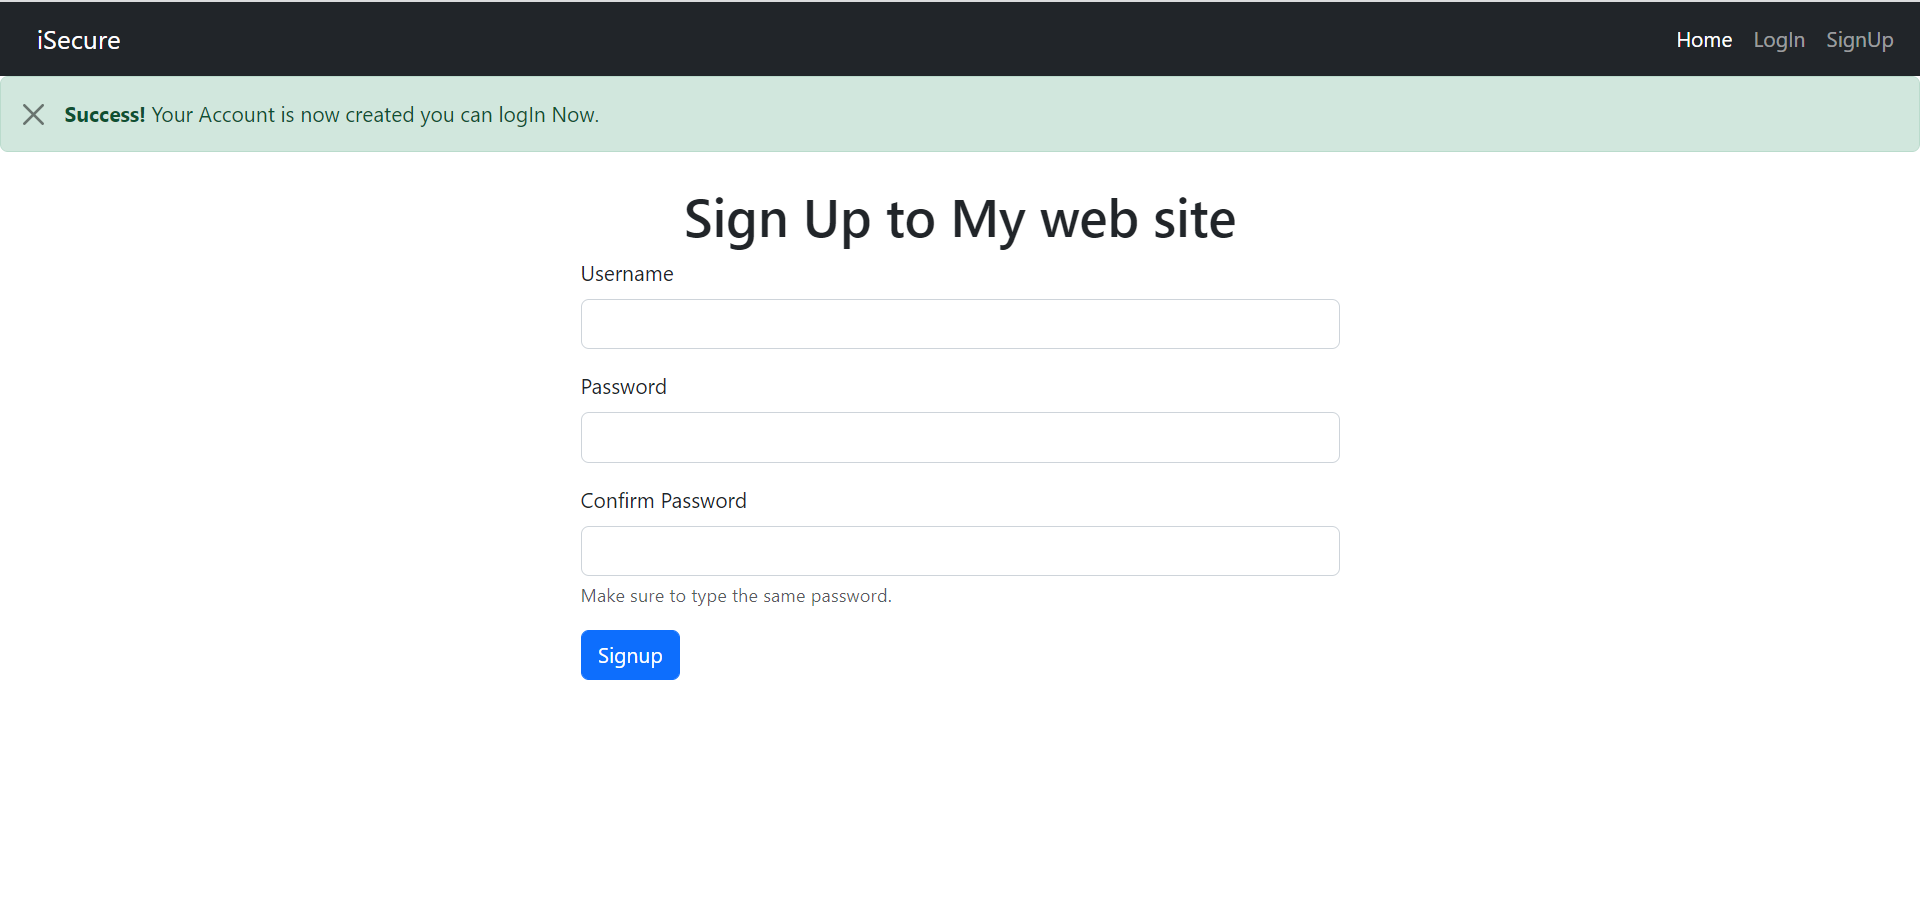 iSecure Home LogIn SignUp
Success! Your Account is now created you can logIn Now.
Sign Up to My web site
Username
Password
Confirm Password
Make sure to type the same password.
Signup